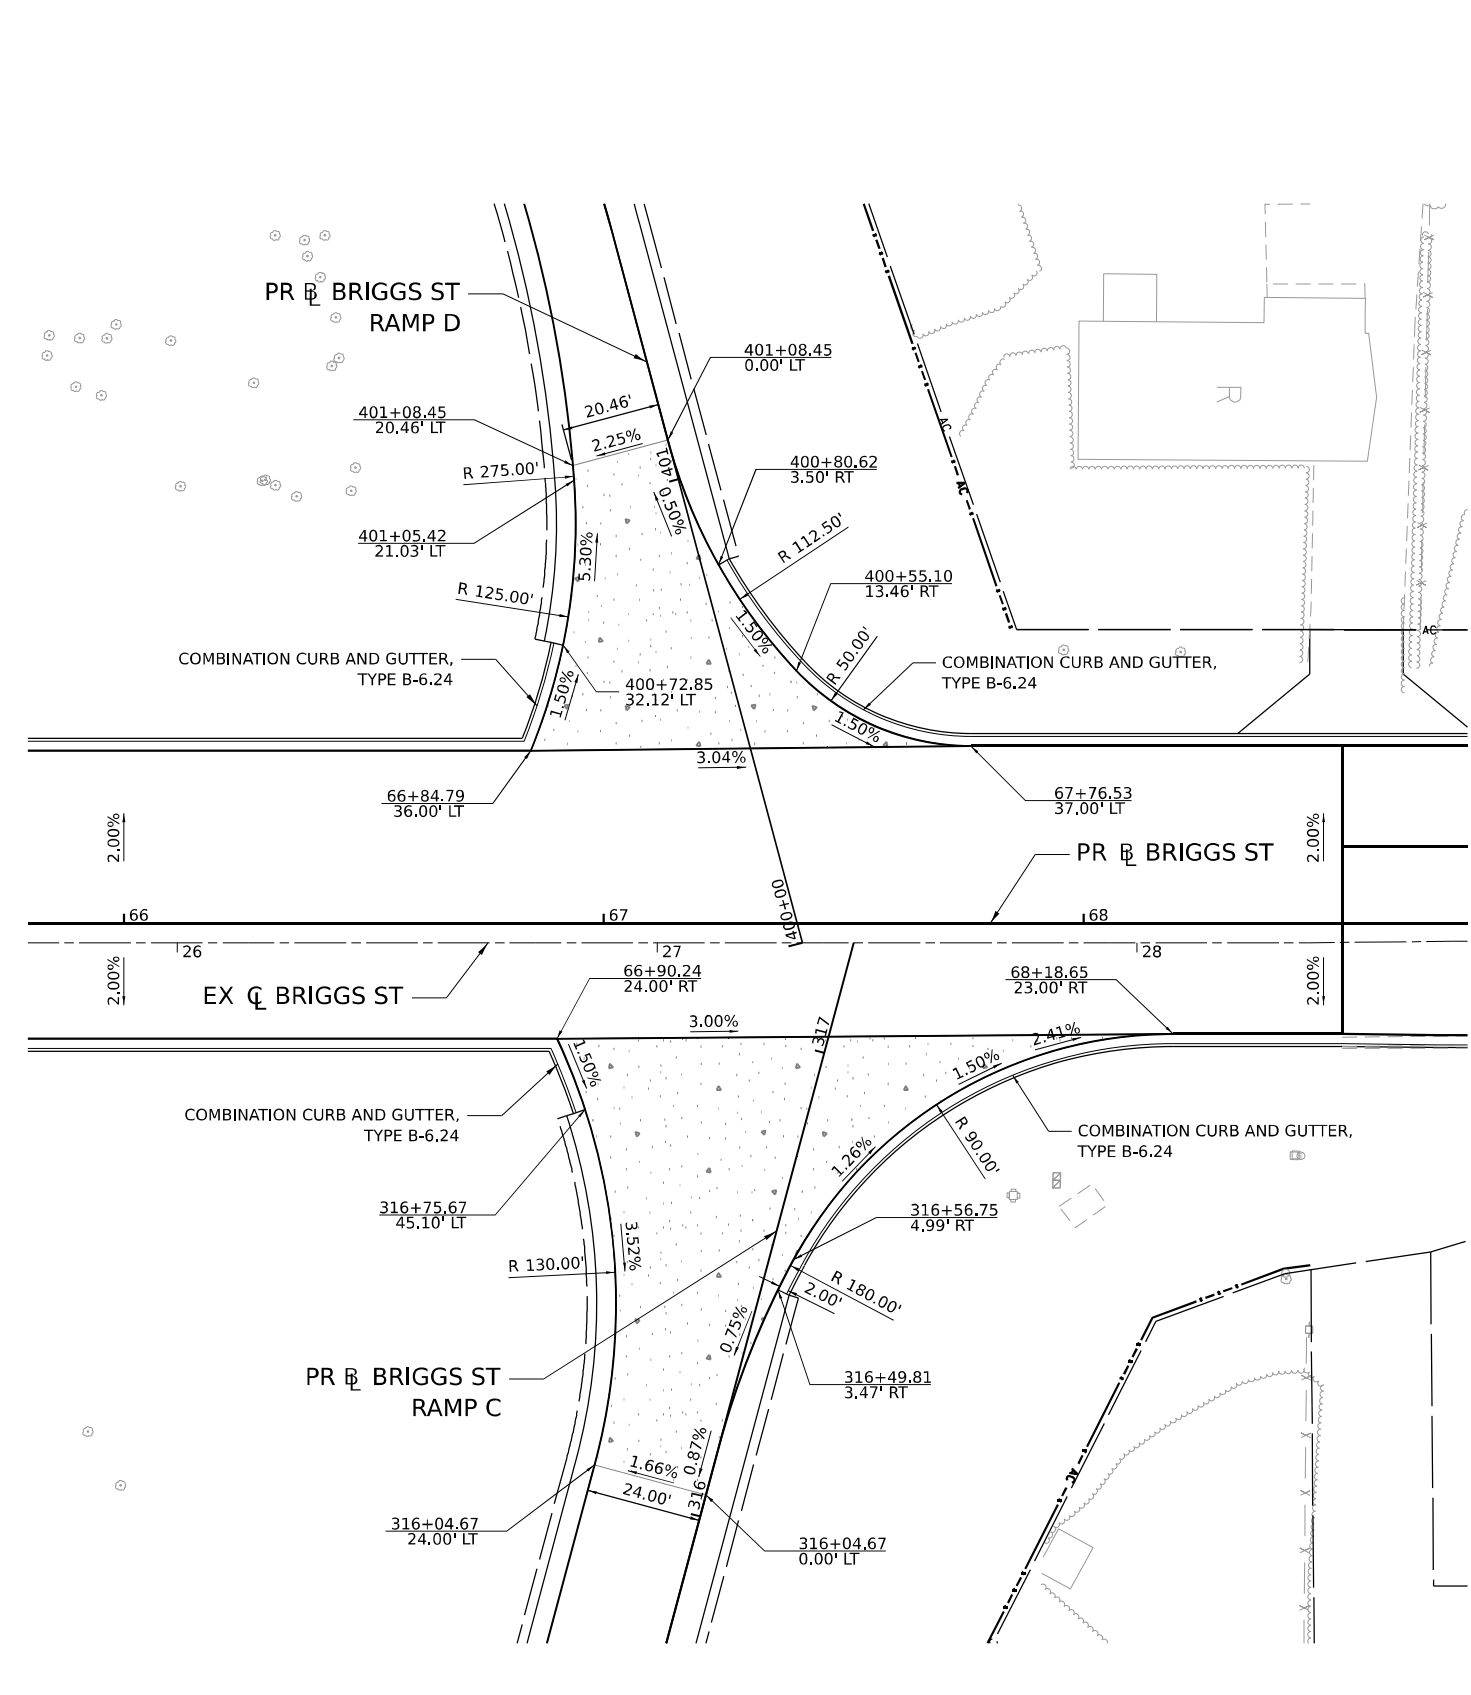 PR BL BRIGGS ST
RAMP D
401+08.45
0.00' LT
20.46'
401+08.45
20.46' LT
2.25%
401
R 275.00'
400+80.62
3.50' RT
0.50%
R 112.50'
401+05.42
21.03' LT
5.30%
400+55.10
13.46' RT
R 125.00'
1.50%
R 50.00'
COMBINATION CURB AND GUTTER,
TYPE B-6.24
COMBINATION CURB AND GUTTER,
TYPE B-6.24
400+72.85
32.12' LT
1.50%
1.50%
3.04%
66+84.79
36.00' LT
67+76.53
37.00' LT
2.00%
2.00%
PR BL BRIGGS ST
400+00
66
67
68
26
27
28
2.00%
2.00%
66+90.24
24.00' RT
68+18.65
23.00' RT
EX CL BRIGGS ST
3.00%
317
2.41%
1.50%
1.50%
COMBINATION CURB AND GUTTER,
TYPE B-6.24
COMBINATION CURB AND GUTTER,
TYPE B-6.24
R 90.00'
1.26%
316+75.67
45.10' LT
316+56.75
4.99' RT
3.52%
R 130.00'
R 180.00'
2.00'
0.75%
PR BL BRIGGS ST
RAMP C
316+49.81
3.47' RT
0.87%
1.66%
24.00'
316
316+04.67
24.00' LT
316+04.67
0.00' LT
AC
AC
AC
AC
R